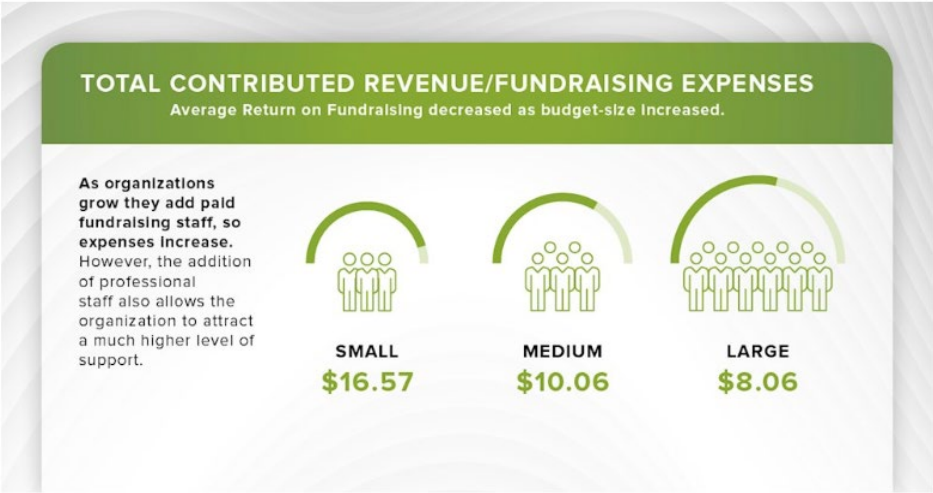 TOTAL CONTRIBUTED REVENUE/FUNDRAISING EXPENSES
Average Return on Fundraising decreased as budget-size increased.
As organizations
grow they add paid
fundraising staff, so
expenses increase.
However, the addition
of professional
staff also allows the
organization to attract
a much higher level of
support.
SMALL
$16.57
MEDIUM
$10.06
LARGE
$8.06